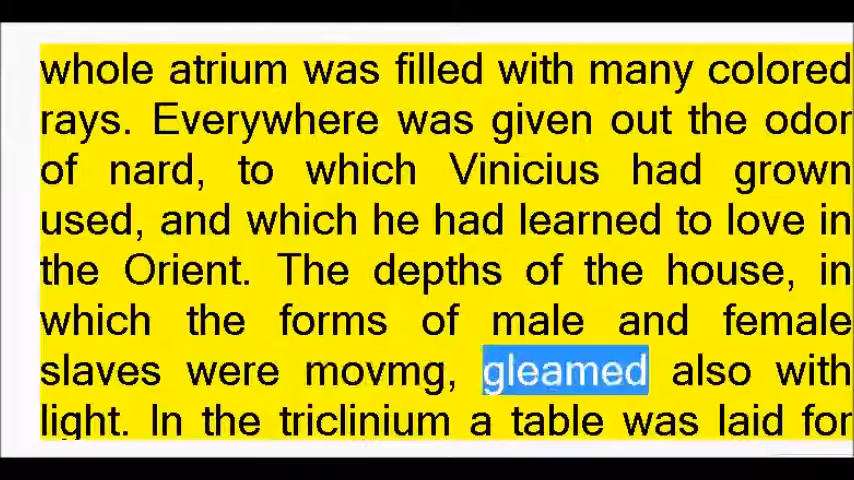 whole atrium was filled with many colored
rays. Everywhere was given out the odor
of nard, to which Vinicius had grown
used, and which he had learned to love in
the Orient. The depths of the house, in
which the forms of male and female
slaves were movmg, gleamed also with
light. In the triclinium a table was laid for